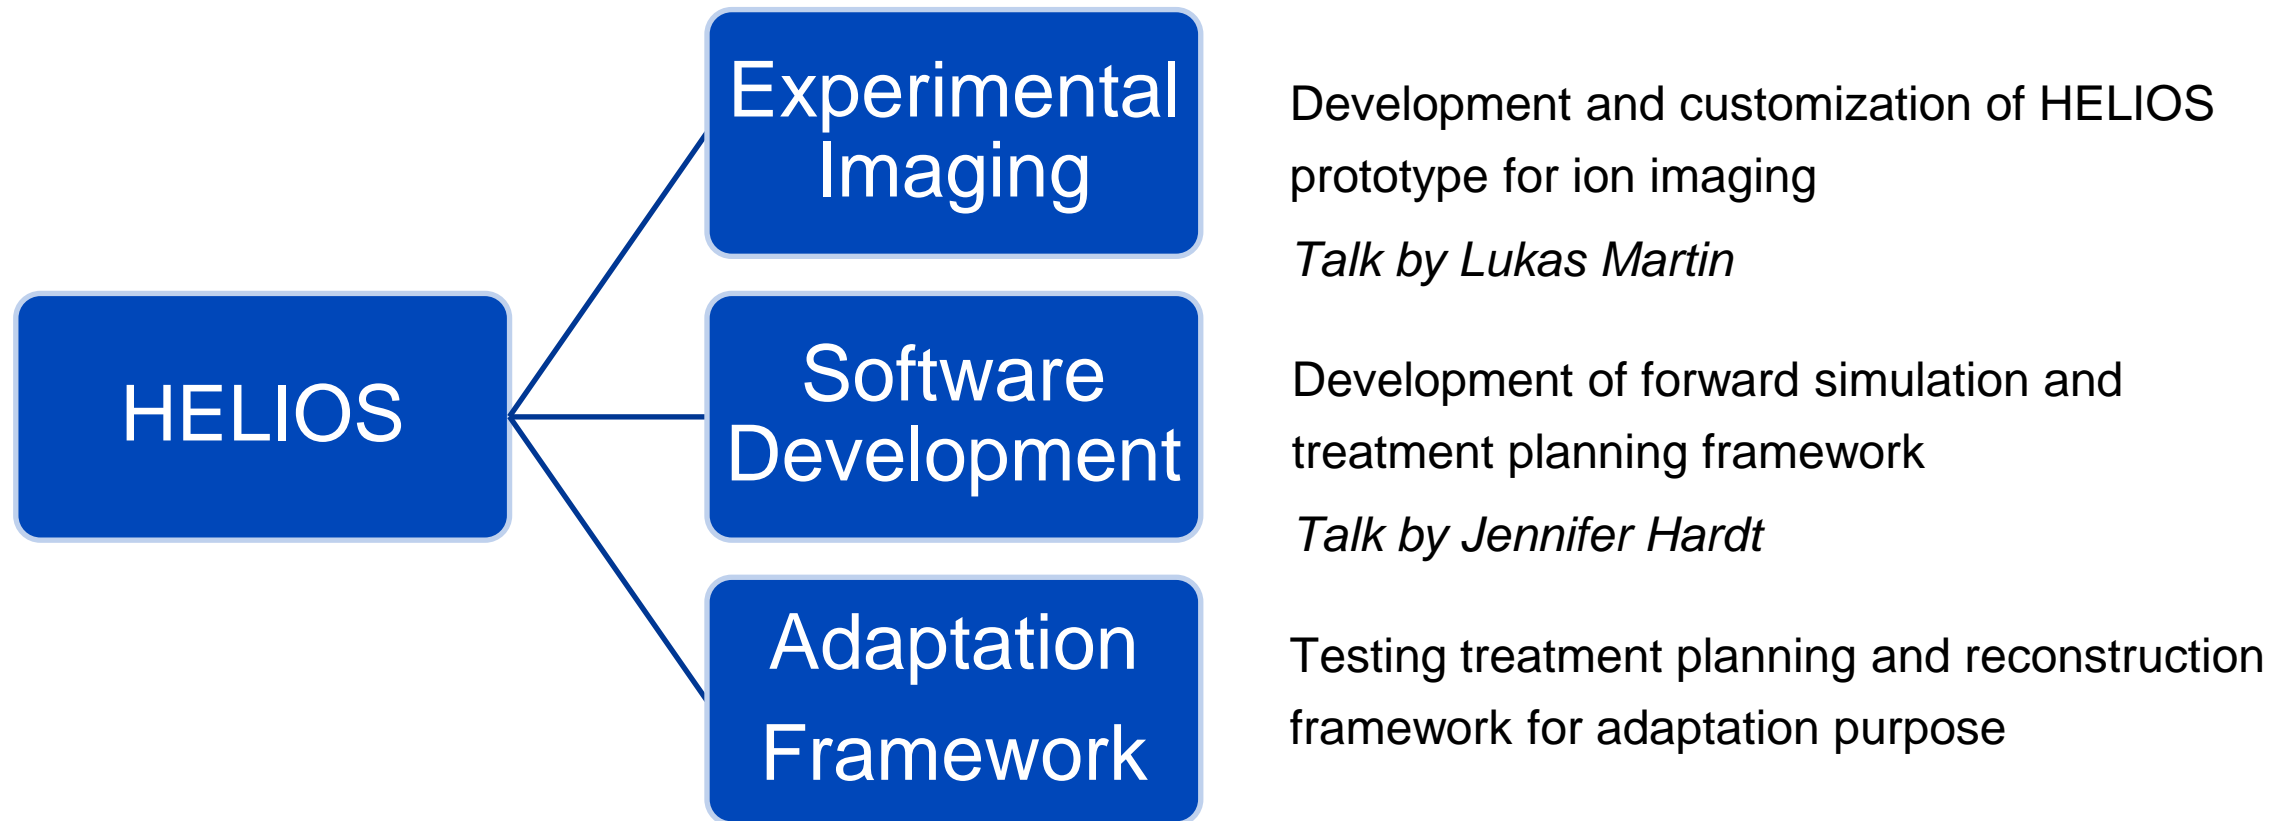 HELIOS
Experimental
Imaging
Development and customization of HELIOS
prototype for ion imaging
Talk by Lukas Martin
Software
Development
Development of forward simulation and
treatment planning framework
Talk by Jennifer Hardt
Adaptation
Framework
Testing treatment planning and reconstruction
framework for adaptation purpose